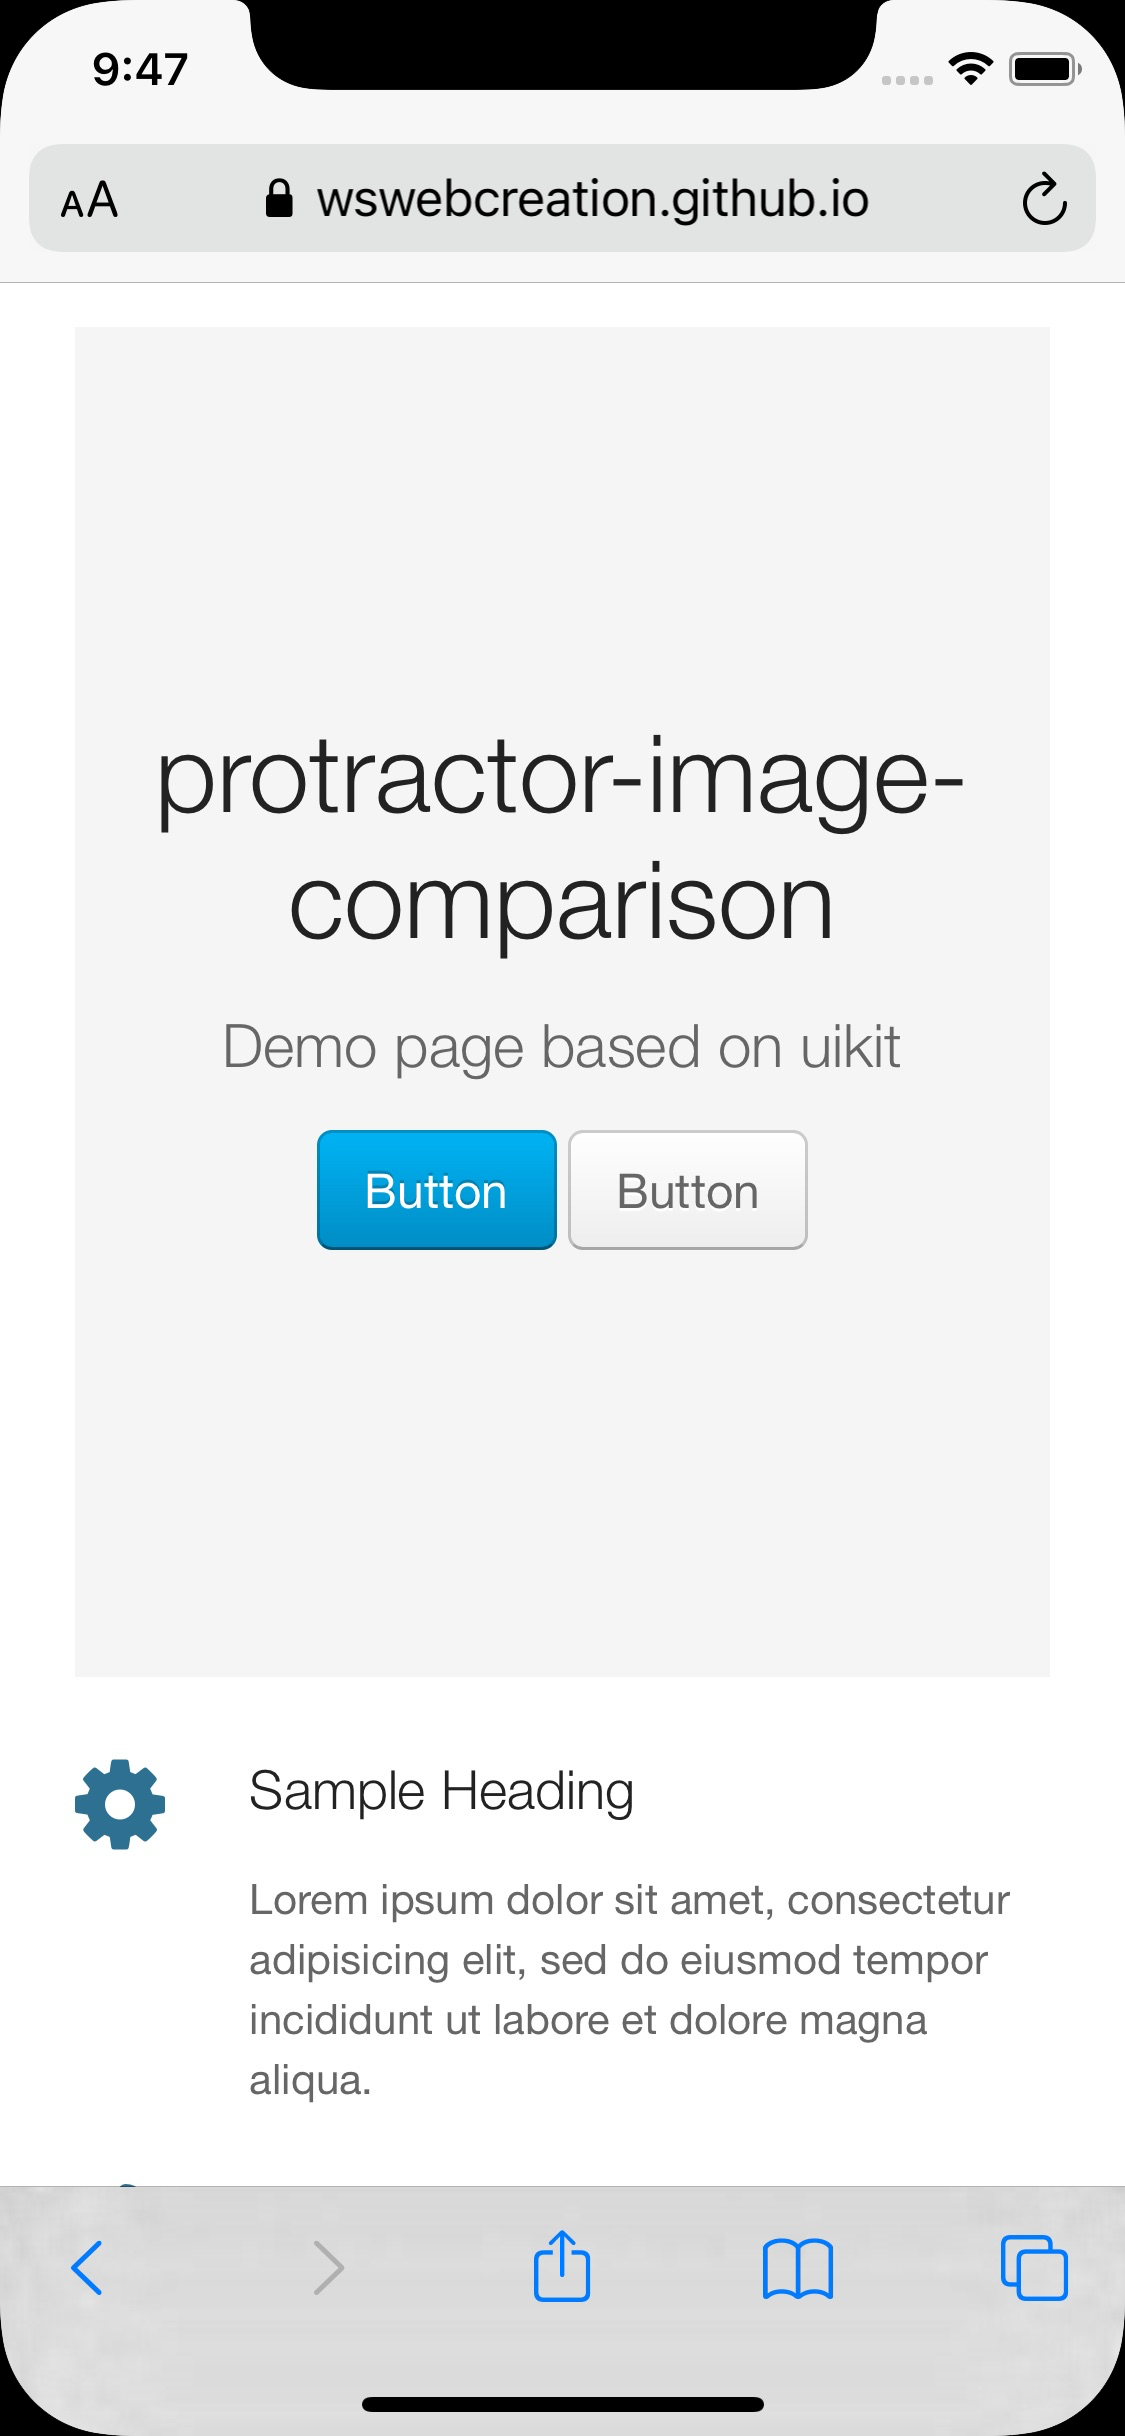 9:47
AA wswebcreation.github.io
protractor-image-
comparison
Demo page based on uikit
Button Button
Sample Heading
Lorem ipsum dolor sit amet, consectetur
adipisicing elit, sed do eiusmod tempor
incididunt ut labore et dolore magna
aliqua.